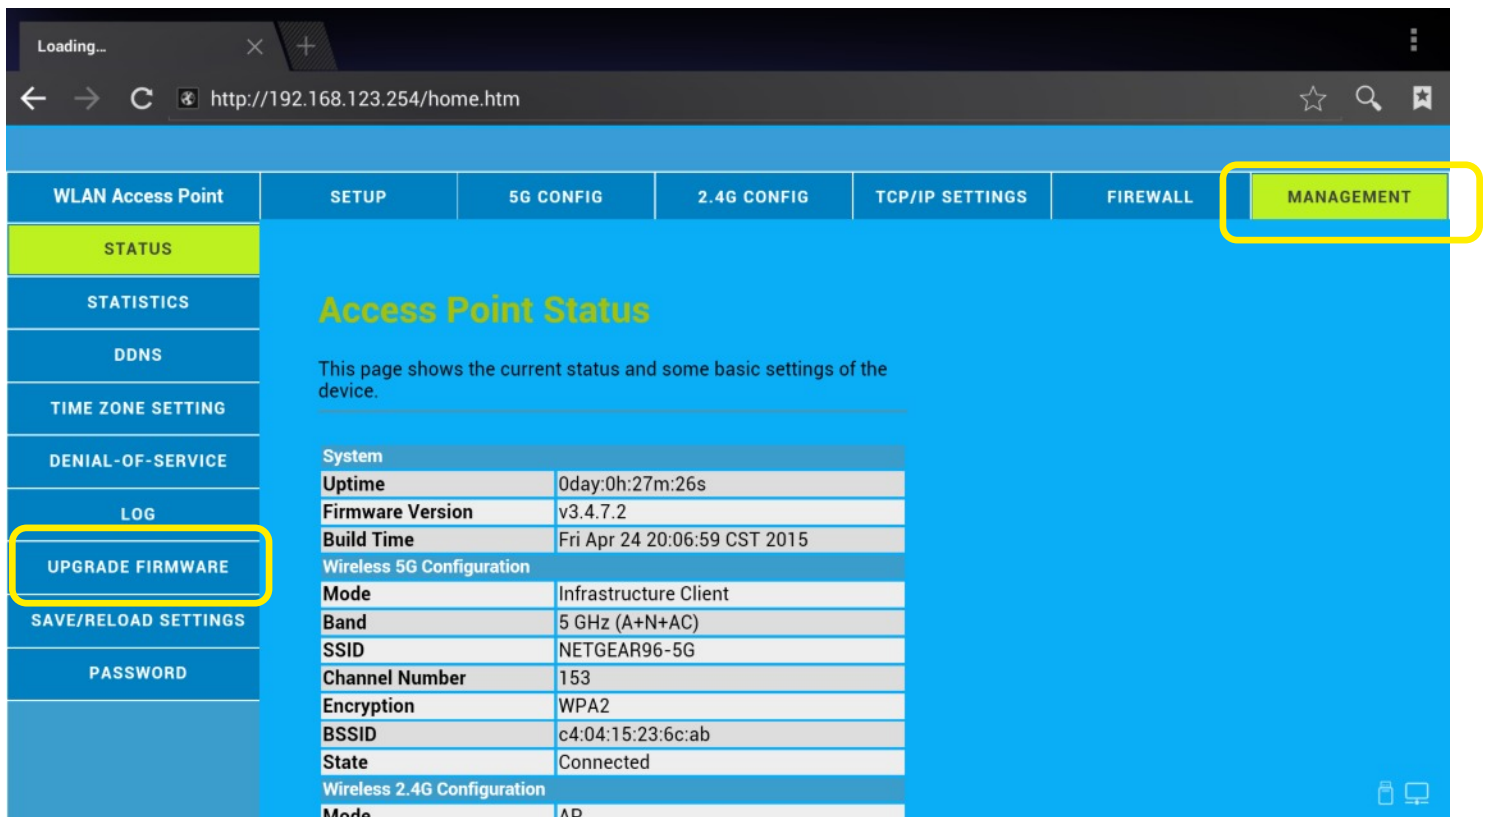 Loading...
http://192.168.123.254/home.htm
WLAN Access Point SETUP 5G CONFIG 2.4G CONFIG TCP/IP SETTINGS FIREWALL MANAGEMENT
STATUS
STATISTICS
DDNS
TIME ZONE SETTING
DENIAL-OF-SERVICE
LOG
UPGRADE FIRMWARE
SAVE/RELOAD SETTINGS
PASSWORD
Access Point Status
This page shows the current status and some basic settings of the
device.
System
Uptime 0day:0h:27m:26s
Firmware Version v3.4.7.2
Build Time Fri Apr 24 20:06:59 CST 2015
Wireless 5G Configuration
Mode Infrastructure Client
Band 5 GHz (A+N+AC)
SSID NETGEAR96-5G
Channel Number 153
Encryption WPA2
BSSID c4:04:15:23:6c:ab
State Connected
Wireless 2.4G Configuration
Mode AP